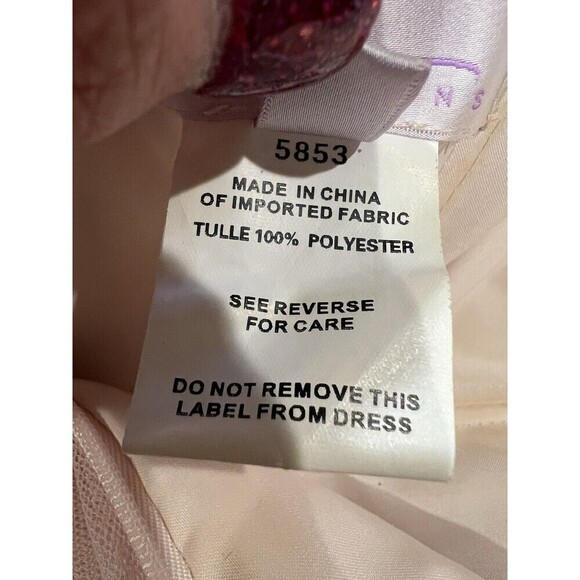 N S
5853
MADE IN CHINA
OF IMPORTED FABRIC
TULLE 100% POLYESTER
SEE REVERSE
FOR CARE
DO NOT REMOVE THIS
LABEL FROM DRESS